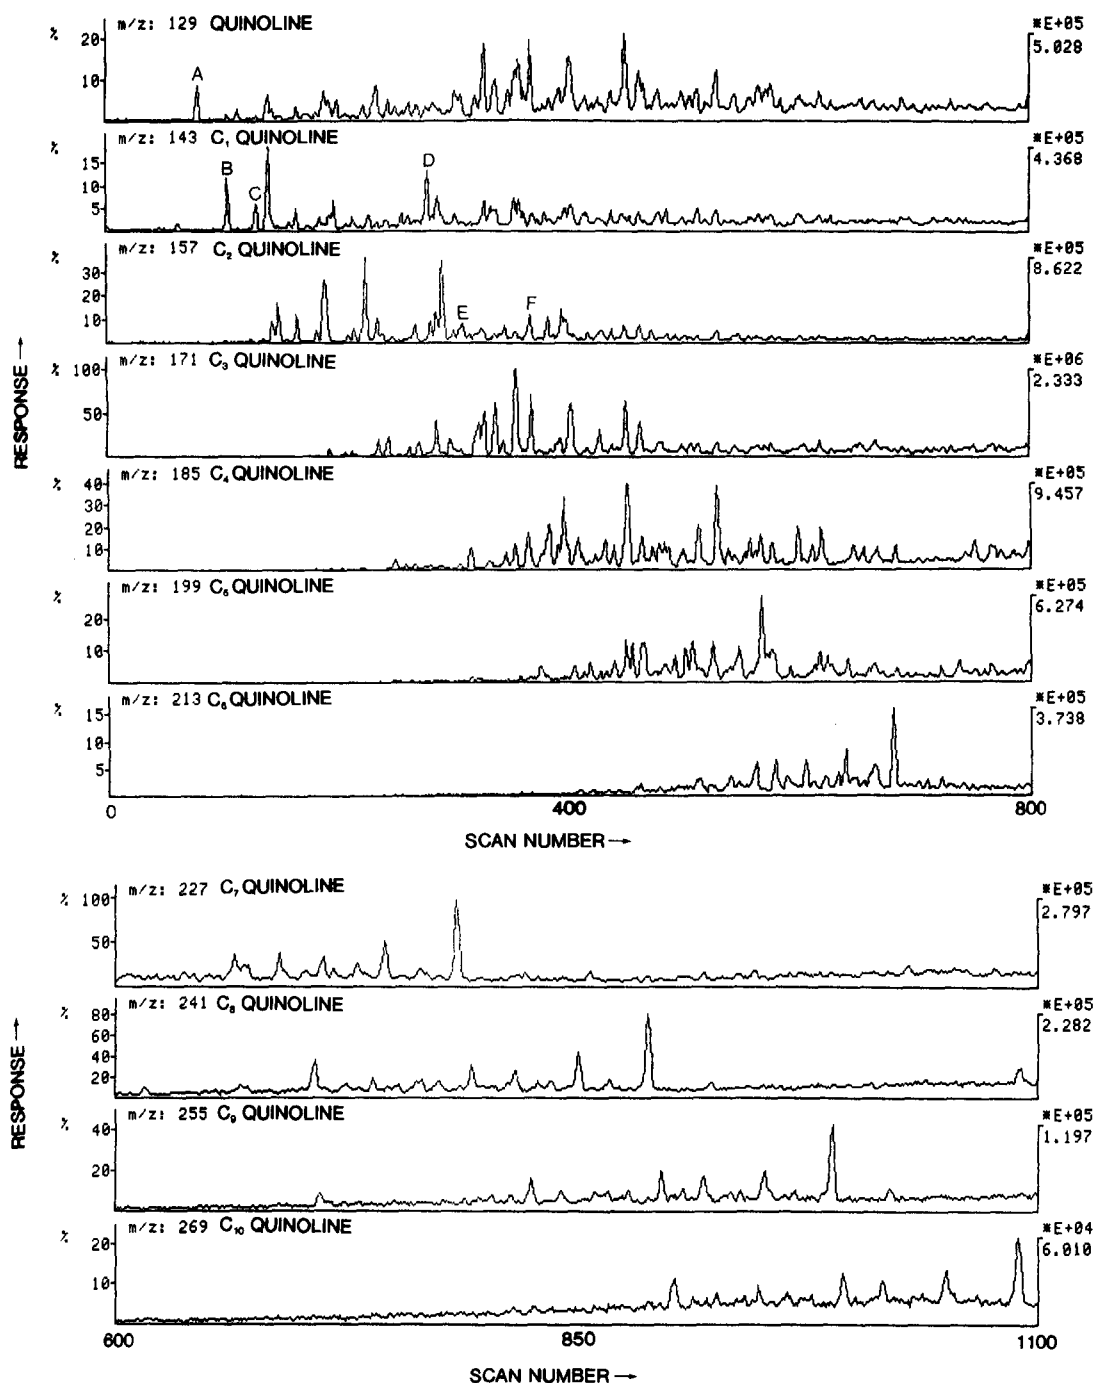 m/z: 129 QUINOLINE
*E+05
5.028
%
20
10
A
m/z: 143 C₁ QUINOLINE
*E+05
4.368
%
15
10
5
B
C
D
m/z: 157 C₂ QUINOLINE
*E+05
8.622
%
30
20
10
E
F
m/z: 171 C₃ QUINOLINE
*E+06
2.333
%
100
50
m/z: 185 C₄ QUINOLINE
*E+05
9.457
%
40
30
20
10
m/z: 199 C₅ QUINOLINE
*E+05
6.274
%
20
10
m/z: 213 C₆ QUINOLINE
*E+05
3.738
%
15
10
5
RESPONSE →
0 400 800
SCAN NUMBER →
m/z: 227 C₇ QUINOLINE
*E+05
2.797
%
100
50
m/z: 241 C₈ QUINOLINE
*E+05
2.282
%
80
60
40
20
m/z: 255 C₉ QUINOLINE
*E+05
1.197
%
40
20
m/z: 269 C₁₀ QUINOLINE
*E+04
6.010
%
20
10
RESPONSE →
600 850 1100
SCAN NUMBER →